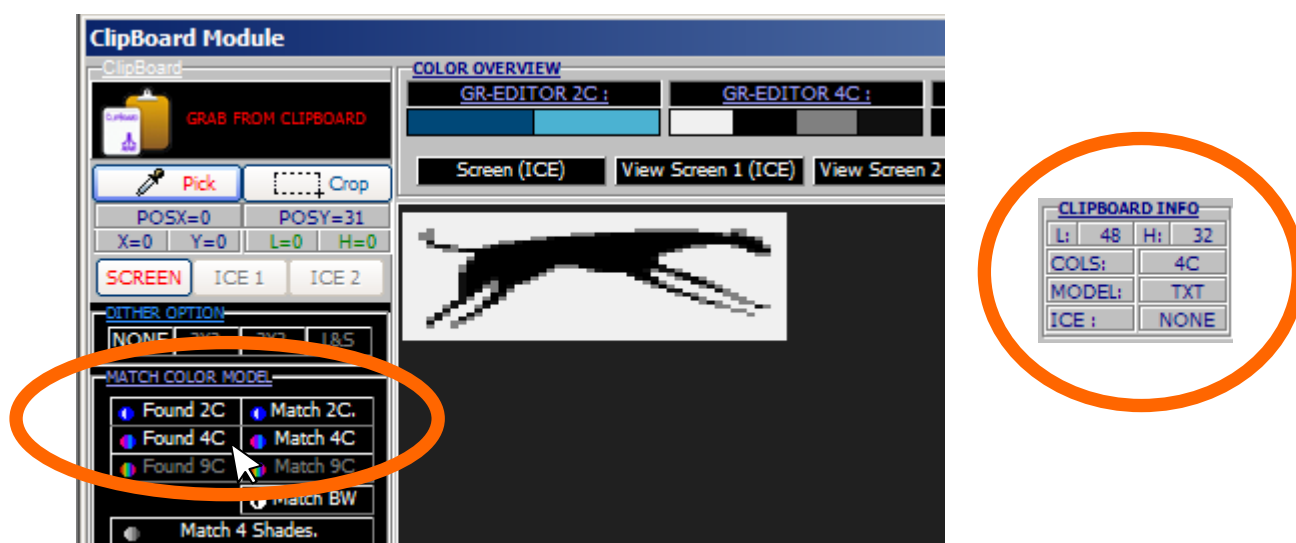 ClipBoard Module
ClipBoard
GRAB FROM CLIPBOARD
Pick Crop
POSX=0 POSY=31
X=0 Y=0 L=0 H=0
SCREEN ICE 1 ICE 2
DITHER OPTION
NONE L&S
MATCH COLOR MODEL
Found 2C Match 2C.
Found 4C Match 4C
Found 9C Match 9C
Match BW
Match 4 Shades.
COLOR OVERVIEW
GR-EDITOR 2C : GR-EDITOR 4C :
Screen (ICE) View Screen 1 (ICE) View Screen 2
CLIPBOARD INFO
L: 48 H: 32
COLS: 4C
MODEL: TXT
ICE : NONE